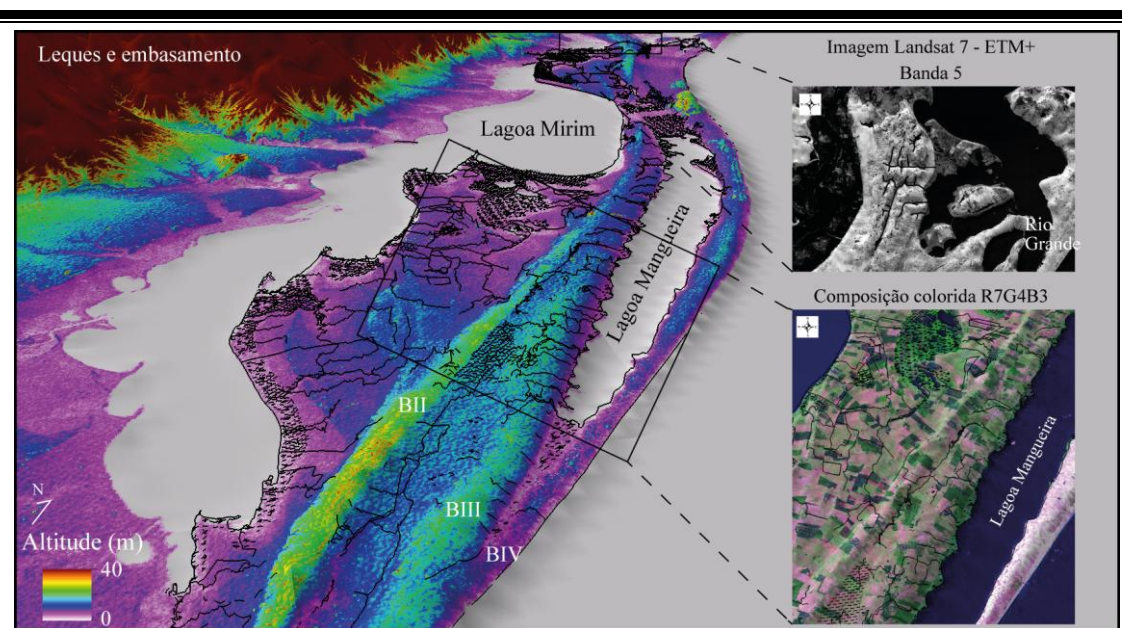 Leques e embasamento
Lagoa Mirim
Lagoa Mangueira
BII
BIII
BIV
N
Altitude (m)
40
0
Imagem Landsat 7 - ETM+
Banda 5
Rio
Grande
Composição colorida R7G4B3
Lagoa Mangueira